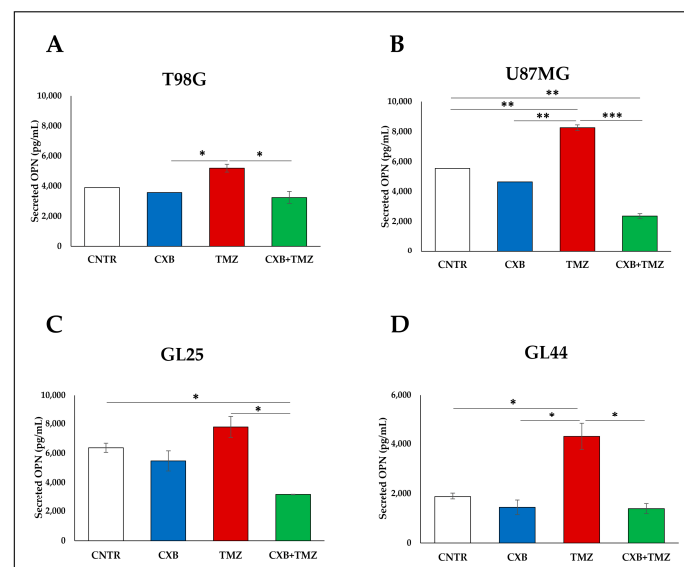 A
T98G
Secreted OPN (pg/mL)
10,000
8,000
6,000
4,000
2,000
0
* *
CNTR CXB TMZ CXB+TMZ
B
U87MG
Secreted OPN (pg/mL)
10,000
8,000
6,000
4,000
2,000
0
**
**
** ***
CNTR CXB TMZ CXB+TMZ
C
GL25
Secreted OPN (pg/mL)
10,000
8,000
6,000
4,000
2,000
0
*
*
CNTR CXB TMZ CXB+TMZ
D
GL44
Secreted OPN (pg/mL)
6,000
4,000
2,000
0
*
* *
CNTR CXB TMZ CXB+TMZ